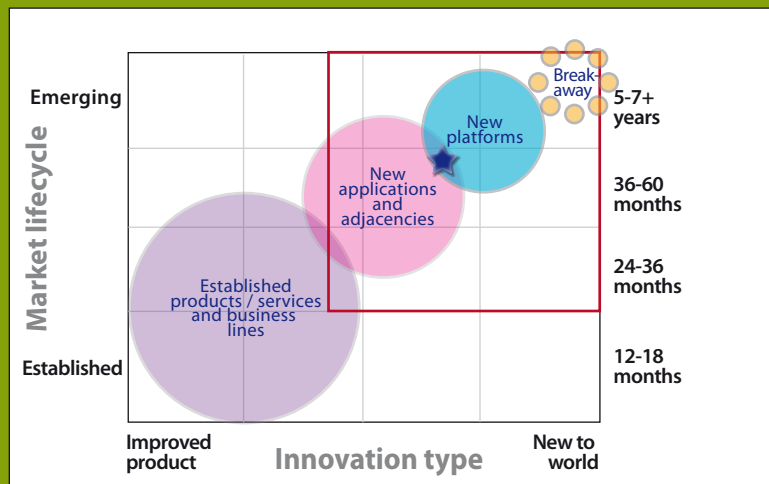 Market lifecycle
Emerging
Established
Break-
away
New
platforms
New
applications
and
adjacencies
Established
products / services
and business
lines
5-7+
years
36-60
months
24-36
months
12-18
months
Improved
product
Innovation type
New to
world